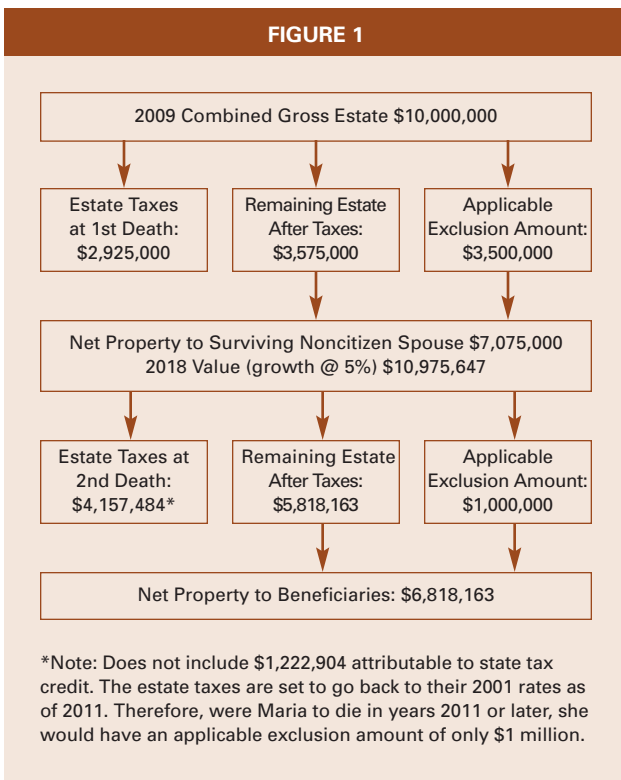 FIGURE 1
2009 Combined Gross Estate $10,000,000
Estate Taxes
at 1st Death:
$2,925,000
Remaining Estate
After Taxes:
$3,575,000
Applicable
Exclusion Amount:
$3,500,000
Net Property to Surviving Noncitizen Spouse $7,075,000
2018 Value (growth @ 5%) $10,975,647
Estate Taxes at
2nd Death:
$4,157,484*
Remaining Estate
After Taxes:
$5,818,163
Applicable
Exclusion Amount:
$1,000,000
Net Property to Beneficiaries: $6,818,163
*Note: Does not include $1,222,904 attributable to state tax
credit. The estate taxes are set to go back to their 2001 rates as
of 2011. Therefore, were Maria to die in years 2011 or later, she
would have an applicable exclusion amount of only $1 million.